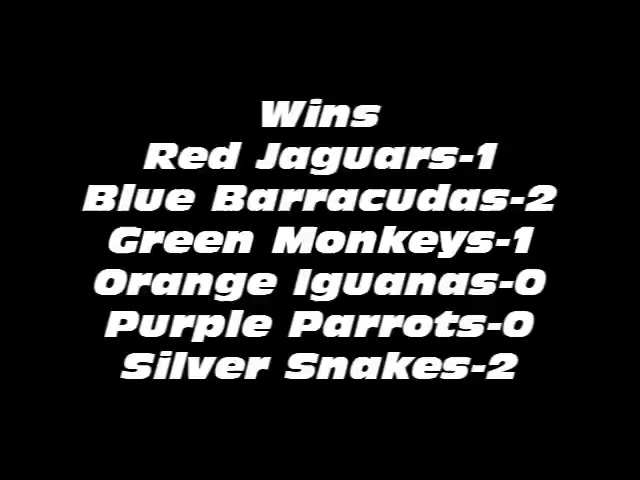 Wins
Red Jaguars-1
Blue Barracudas-2
Green Monkeys-1
Orange Iguanas-0
Purple Parrots-0
Silver Snakes-2